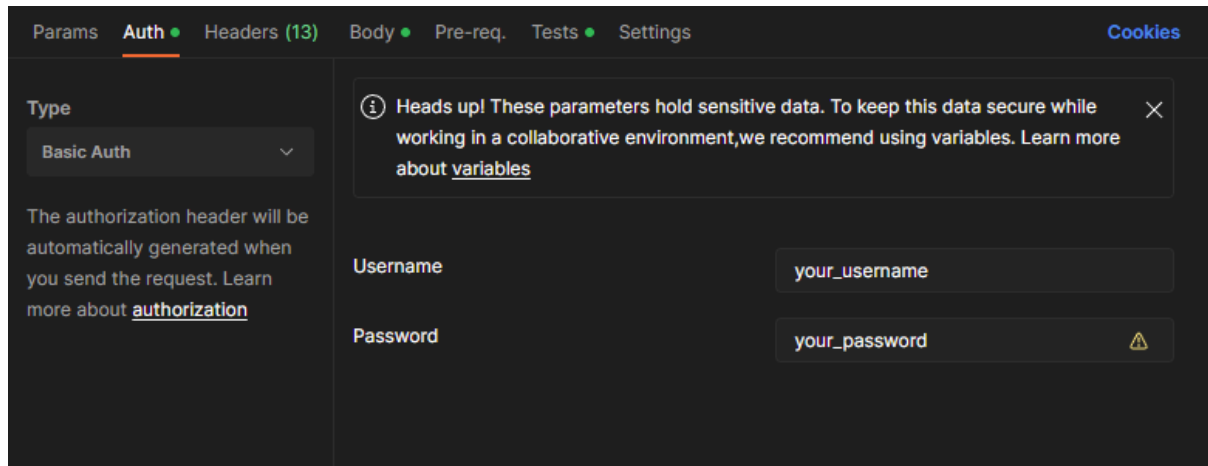 Params Auth Headers (13) Body Pre-req. Tests Settings Cookies
Type
Basic Auth
The authorization header will be
automatically generated when
you send the request. Learn
more about authorization
Heads up! These parameters hold sensitive data. To keep this data secure while
working in a collaborative environment,we recommend using variables. Learn more
about variables
Username your_username
Password your_password